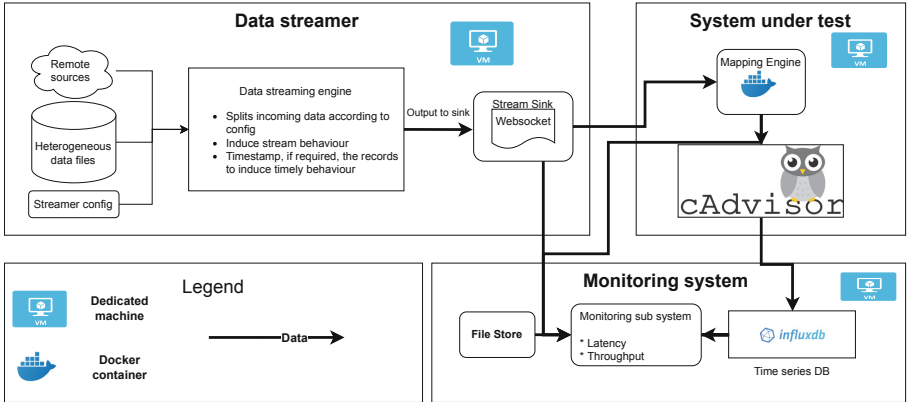 Data streamer
VM
Remote
sources
Heterogeneous
data files
Streamer config
Data streaming engine
• Splits incoming data according to
config
• Induce stream behaviour
• Timestamp, if required, the records
to induce timely behaviour
Output to sink
Stream Sink
Websocket
System under test
VM
Mapping Engine
cAdvisor
Legend
VM
Dedicated
machine
Data
Docker
container
Monitoring system
VM
File Store
Monitoring sub system
* Latency
* Throughput
influxdb
Time series DB